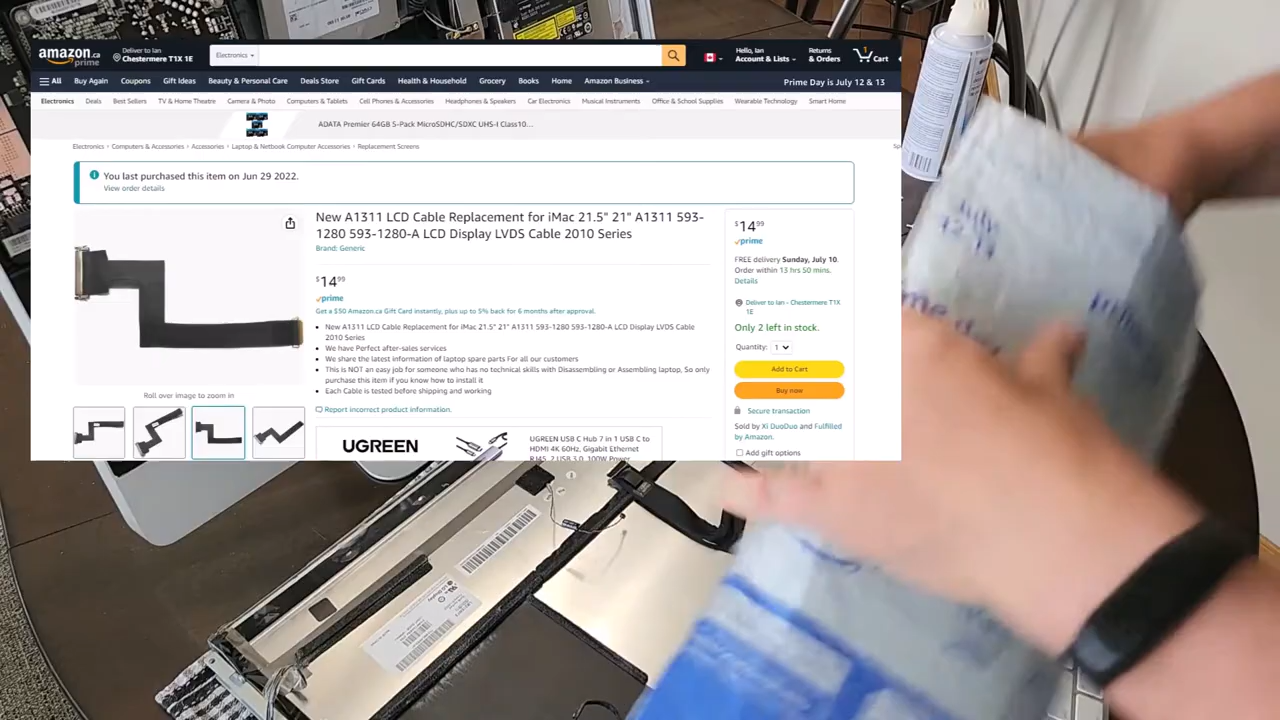 amazon.ca
prime
Deliver to Ian
Chestermere T1X 1E
Electronics
Hello, Ian
Account & Lists
Returns
& Orders
1
Cart
All Buy Again Coupons Gift Ideas Beauty & Personal Care Deals Store Gift Cards Health & Household Grocery Books Home Amazon Business
Prime Day is July 12 & 13
Electronics Deals Best Sellers TV & Home Theatre Camera & Photo Computers & Tablets Cell Phones & Accessories Headphones & Speakers Car Electronics Musical Instruments Office & School Supplies Wearable Technology Smart Home
ADATA Premier 64GB 5-Pack MicroSDHC/SDXC UHS-I Class10...
Electronics › Computers & Accessories › Accessories › Laptop & Netbook Computer Accessories › Replacement Screens
Sp
You last purchased this item on Jun 29 2022.
View order details
New A1311 LCD Cable Replacement for iMac 21.5" 21" A1311 593-
1280 593-1280-A LCD Display LVDS Cable 2010 Series
Brand: Generic
$14 99
prime
Get a $50 Amazon.ca Gift Card instantly, plus up to 5% back for 6 months after approval.
• New A1311 LCD Cable Replacement for iMac 21.5" 21" A1311 593-1280 593-1280-A LCD Display LVDS Cable
2010 Series
• We have Perfect after-sales services
• We share the latest information of laptop spare parts For all our customers
• This is NOT an easy job for someone who has no technical skills with Disassembling or Assembling laptop, So only
purchase this item if you know how to install it
• Each Cable is tested before shipping and working
Report incorrect product information.
Roll over image to zoom in
UGREEN
UGREEN USB C Hub 7 in 1 USB C to
HDMI 4K 60Hz, Gigabit Ethernet
RJ45, 2 USB 3.0, 100W Power
$14 99
prime
FREE delivery Sunday, July 10.
Order within 13 hrs 50 mins.
Details
Deliver to Ian - Chestermere T1X
1E
Only 2 left in stock.
Quantity: 1
Add to Cart
Buy now
Secure transaction
Sold by Xi DuoDuo and Fulfilled
by Amazon.
Add gift options
July
12-13